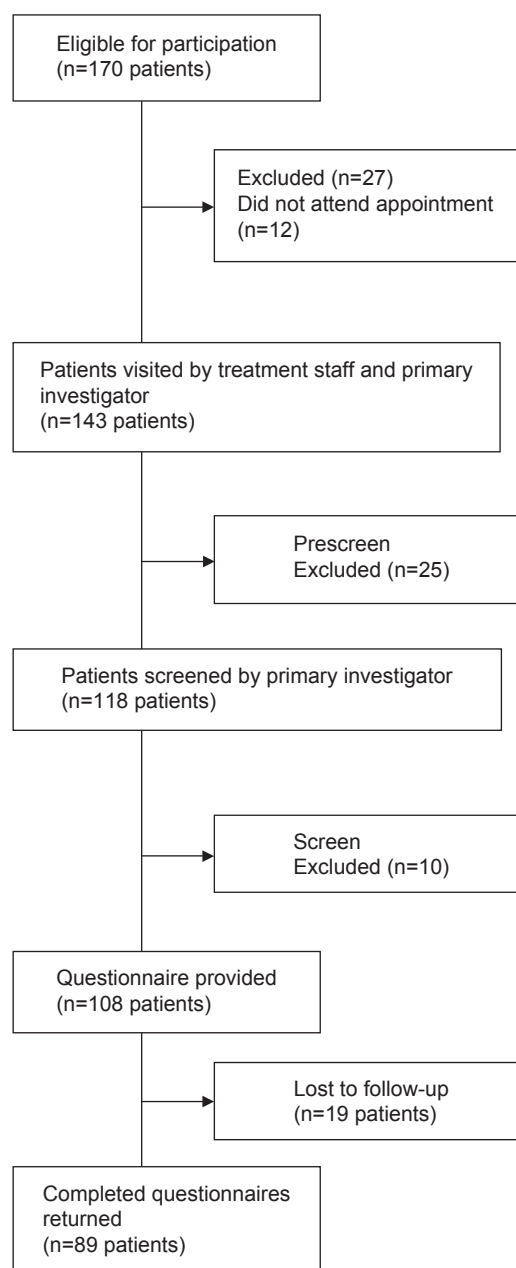 Eligible for participation
(n=170 patients)
Excluded (n=27)
Did not attend appointment
(n=12)
Patients visited by treatment staff and primary
investigator
(n=143 patients)
Prescreen
Excluded (n=25)
Patients screened by primary investigator
(n=118 patients)
Screen
Excluded (n=10)
Questionnaire provided
(n=108 patients)
Lost to follow-up
(n=19 patients)
Completed questionnaires
returned
(n=89 patients)